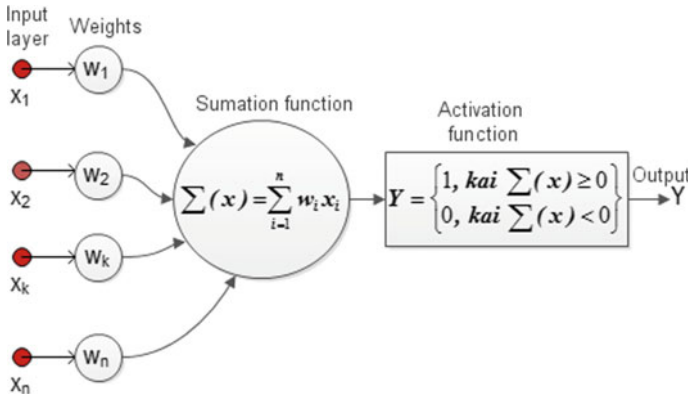 Input
layer
Weights
X₁
W₁
X₂
W₂
Xₖ
Wₖ
Xₙ
Wₙ
Sumation function
∑(x)=∑ⁿᵢ₌₁ wᵢxᵢ
Activation
function
Y = {1, kai ∑(x) ≥ 0
0, kai ∑(x) < 0}
Output
Y